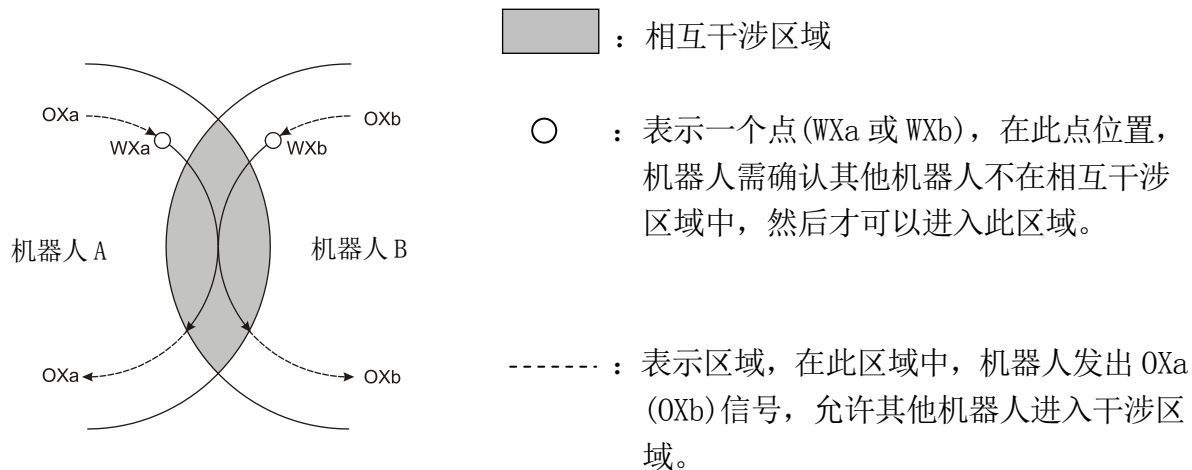 OXa
OXb
WXa
WXb
机器人 A
机器人 B
OXa
OXb
：相互干涉区域
：表示一个点(WXa 或 WXb)，在此点位置，
机器人需确认其他机器人不在相互干涉
区域中，然后才可以进入此区域。
：表示区域，在此区域中，机器人发出 OXa
(OXb)信号，允许其他机器人进入干涉区
域。